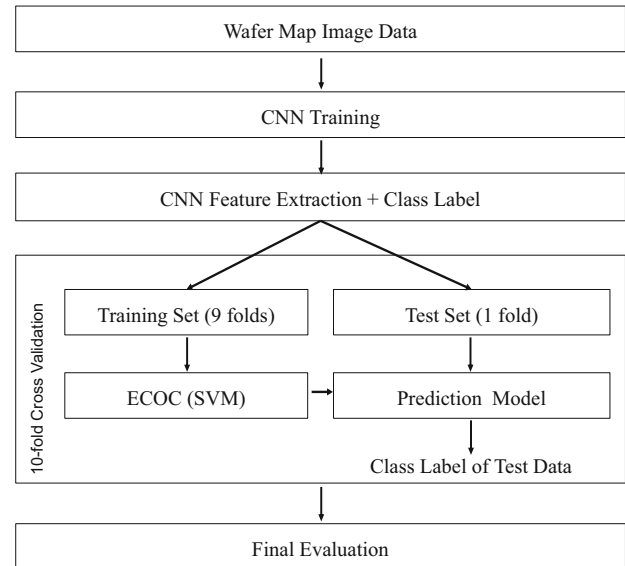 Wafer Map Image Data
CNN Training
CNN Feature Extraction + Class Label
10-fold Cross Validation
Training Set (9 folds)
Test Set (1 fold)
ECOC (SVM)
Prediction Model
Class Label of Test Data
Final Evaluation